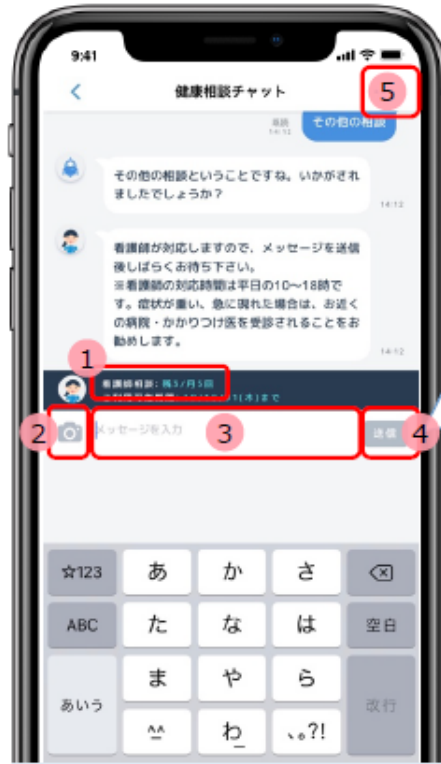 9:41
健康相談チャット
5
既読
14:12
その他の相談
その他の相談ということですね。いかがされ
ましたでしょうか?
14:12
看護師が対応しますので、メッセージを送信
後しばらくお待ち下さい。
※看護師の対応時間は平日の10〜18時で
す。症状が重い、急に現れた場合は、お近く
の病院・かかりつけ医を受診されることをお
勧めします。
14:12
1
看護師相談:残5/月5回
(木)まで
2
メッセージを入力
3
送信
4
☆123
あ
か
さ
ABC
た
な
は
空白
あいう
ま
や
ら
改行
^^
わ
、。?!